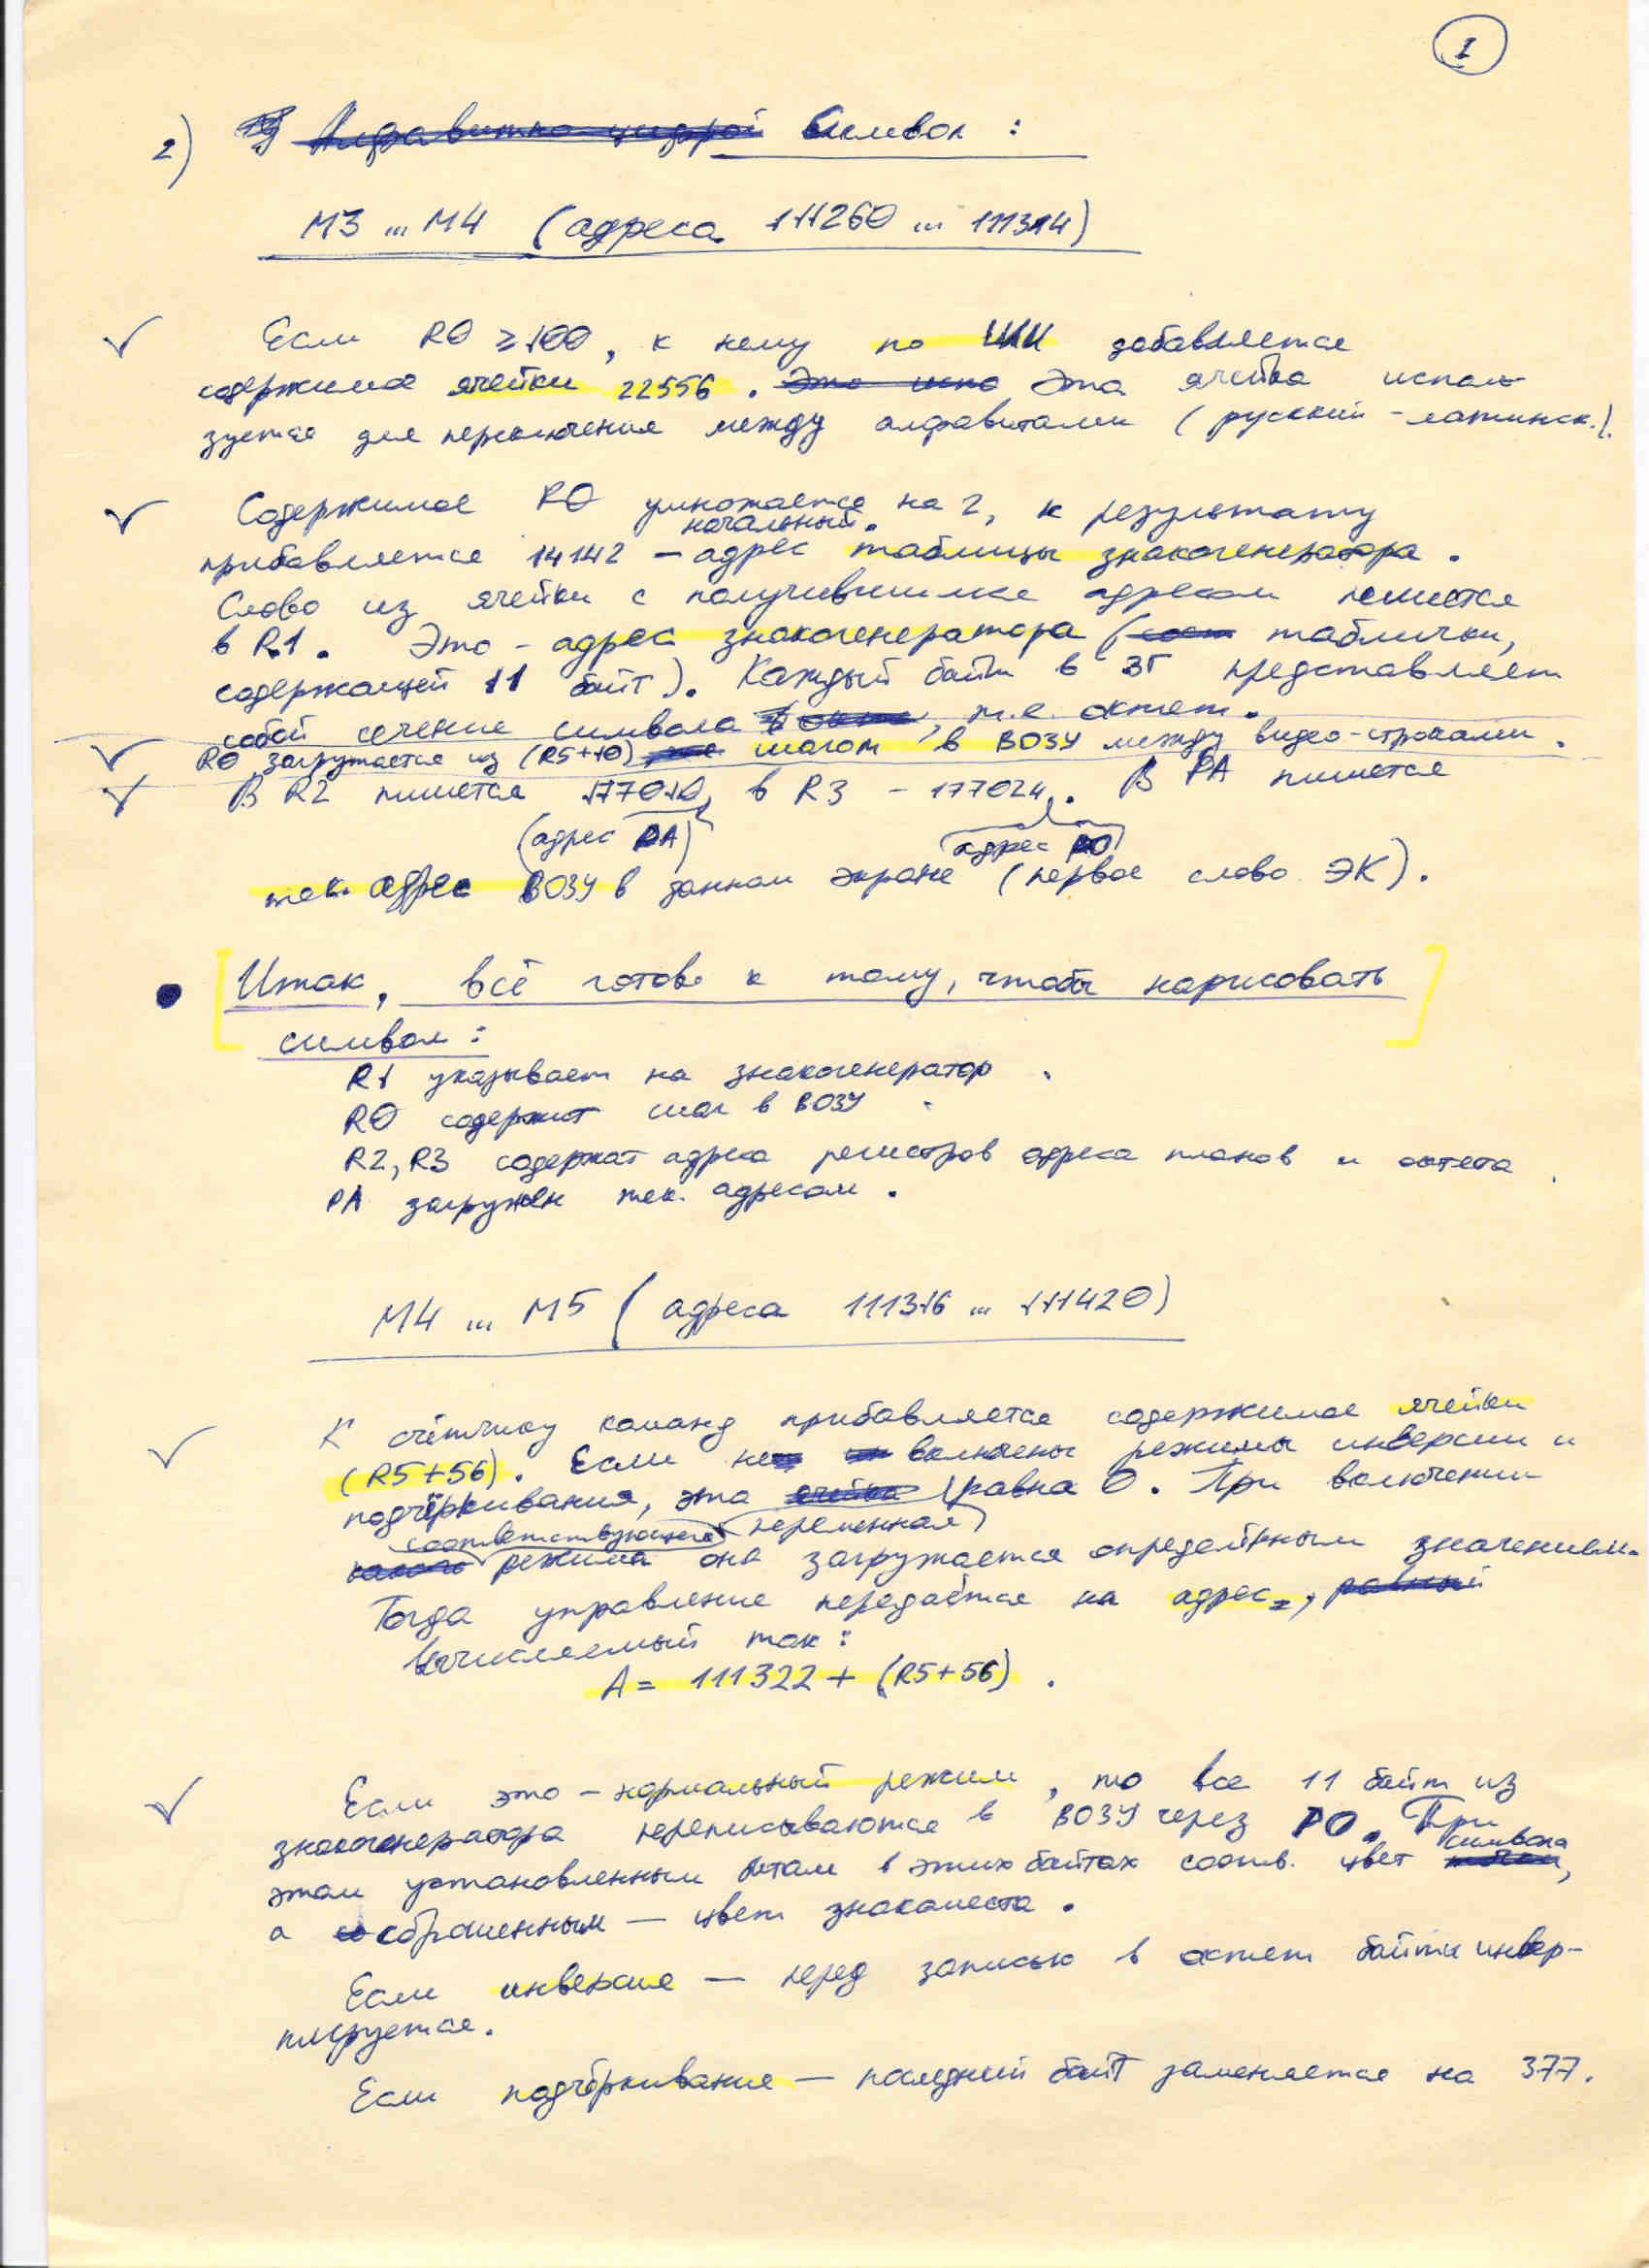 1
2) Символ :
М3 ... М4 (адреса 111260 ... 111314)
Если R0 ≥ 100, к нему по добавляется
содержимое ячейки 22556 . Эта ячейка исполь-
зуется для переключения между алфавитами (русский - латинск.).
Содержимое R0 умножается на 2, к результату
начальный
прибавляется 14142 – адрес таблицы знакогенератора .
Слово из ячейки с получившимся адресом пишется
в R1. Это - адрес знакогенератора ( таблички,
содержащей 11 байт). Каждый байт в ЗГ представляет
собой сечение символа , т.е. октет.
R0 загружается из (R5+10) шагом в ВОЗУ между видео-строками .
В R2 пишется 177010, в R3 - 177024. В РА пишется
(адрес РА) адрес РО
тек. адрес ВОЗУ в данном экране (первое слово ЭК).
Итак, всё готово к тому, чтобы нарисовать
символ :
R1 указывает на знакогенератор .
R0 содержит шаг в ВОЗУ .
R2, R3 содержат адреса регистров адреса планов и октета .
РА загружен тек. адресом .
М4 ... М5 (адреса 111316 ... 111420)
К счётчику команд прибавляется содержимое ячейки
(R5+56). Если не включены режимы инверсии и
подчёркивания, эта равна 0. При включении
соответствующего переменная
режима она загружается определённым значением.
Тогда управление передаётся на адрес,
вычисляемый так :
А = 111322 + (R5+56) .
Если это – нормальный режим, то все 11 байт из
знакогенератора переписываются в ВОЗУ через РО. При
символа
этом установленным битам в этих байтах соотв. цвет ,
а сброшенным — цвет знакоместа .
Если инверсия — перед записью в октет байты инвер-
тируется.
Если подчёркивание — последний байт заменяется на 377.